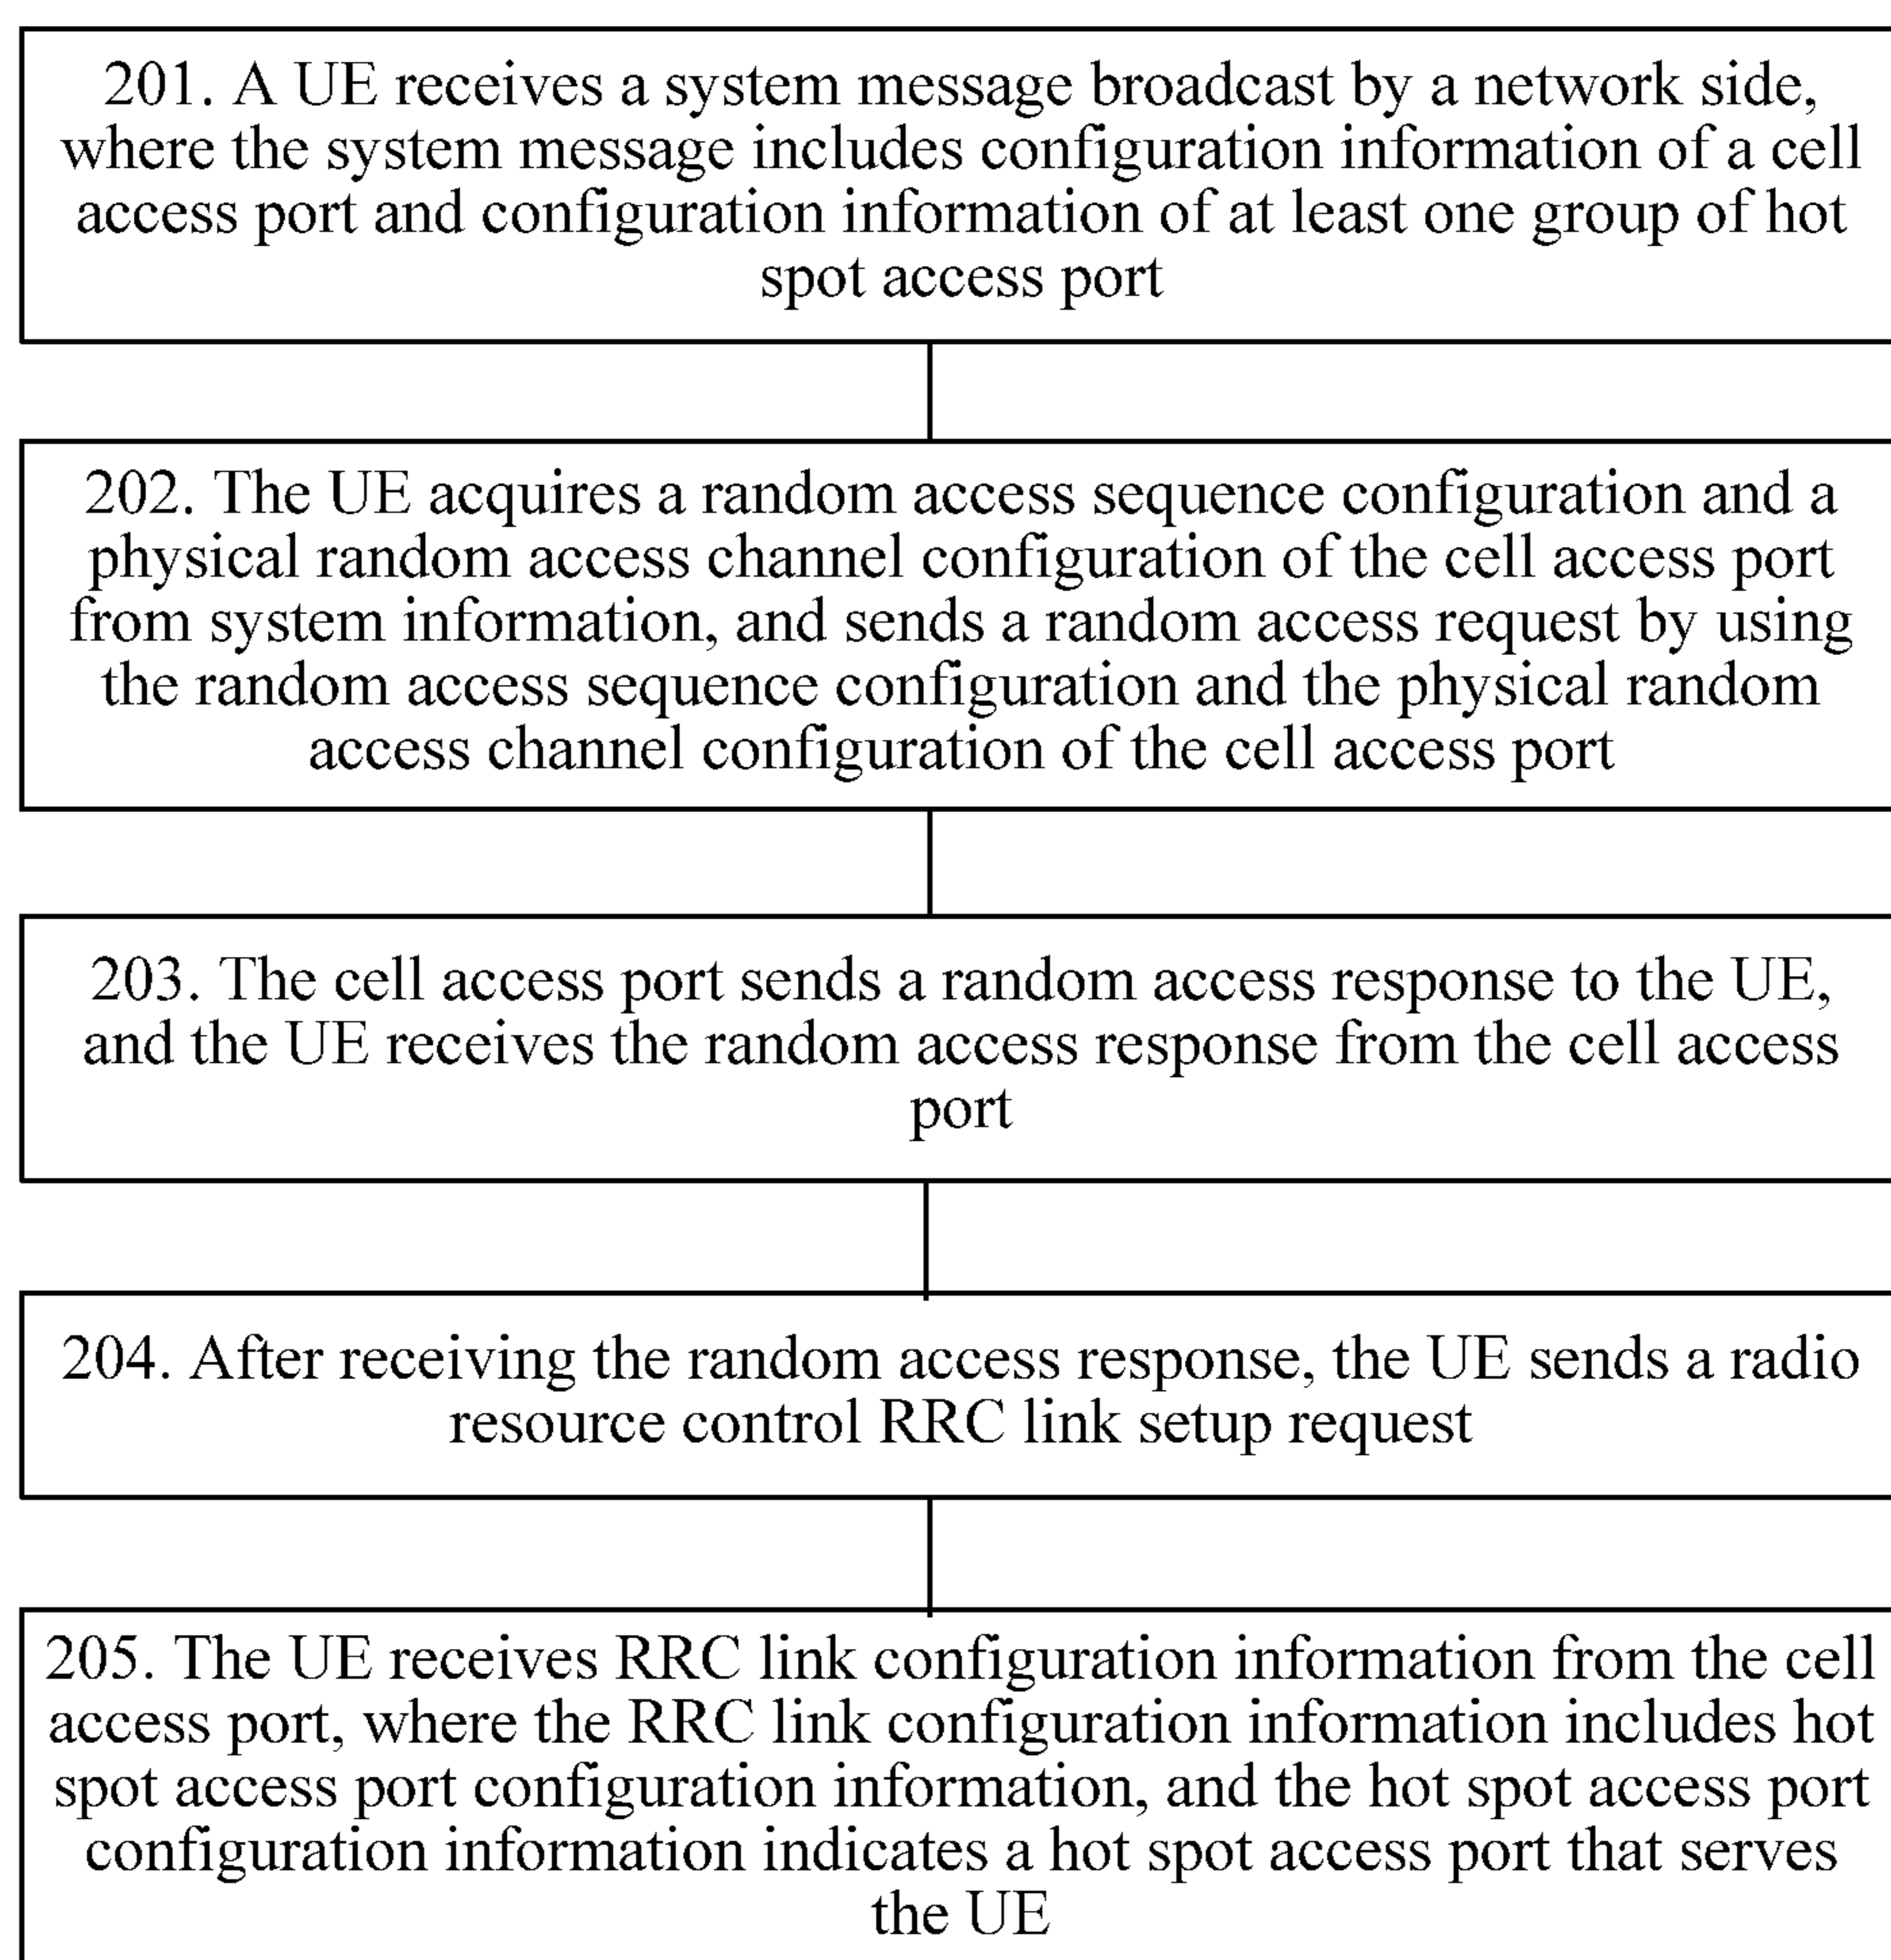 201. A UE receives a system message broadcast by a network side,
where the system message includes configuration information of a cell
access port and configuration information of at least one group of hot
spot access port
202. The UE acquires a random access sequence configuration and a
physical random access channel configuration of the cell access port
from system information, and sends a random access request by using
the random access sequence configuration and the physical random
access channel configuration of the cell access port
203. The cell access port sends a random access response to the UE,
and the UE receives the random access response from the cell access
port
204. After receiving the random access response, the UE sends a radio
resource control RRC link setup request
205. The UE receives RRC link configuration information from the cell
access port, where the RRC link configuration information includes hot
spot access port configuration information, and the hot spot access port
configuration information indicates a hot spot access port that serves
the UE